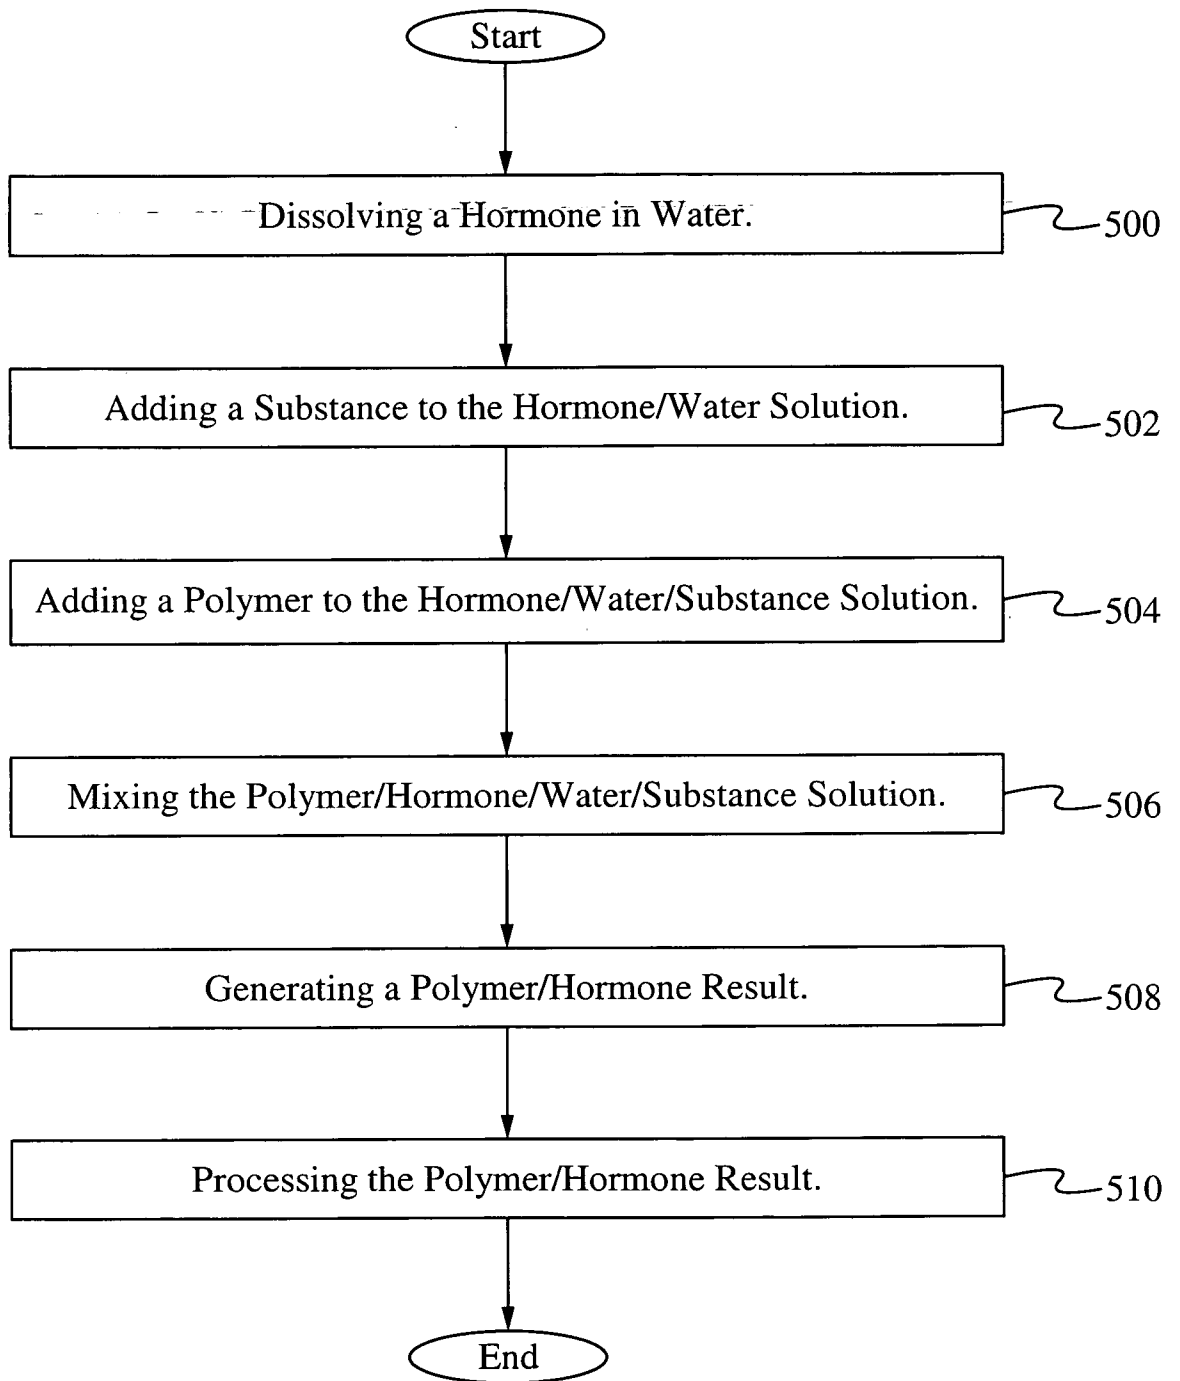 Start
Dissolving a Hormone in Water.
500
Adding a Substance to the Hormone/Water Solution.
502
Adding a Polymer to the Hormone/Water/Substance Solution.
504
Mixing the Polymer/Hormone/Water/Substance Solution.
506
Generating a Polymer/Hormone Result.
508
Processing the Polymer/Hormone Result.
510
End